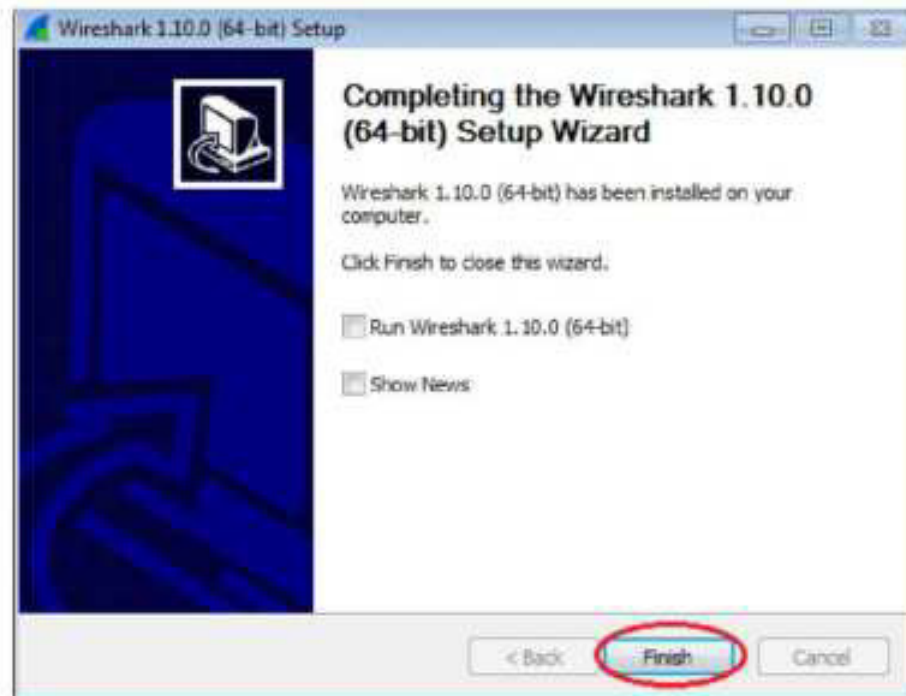 Wireshark 1.10.0 (64-bit) Setup
Completing the Wireshark 1.10.0
(64-bit) Setup Wizard
Wireshark 1.10.0 (64-bit) has been installed on your
computer.
Click Finish to close this wizard.
Run Wireshark 1.10.0 (64-bit)
Show News
< Back Finish Cancel